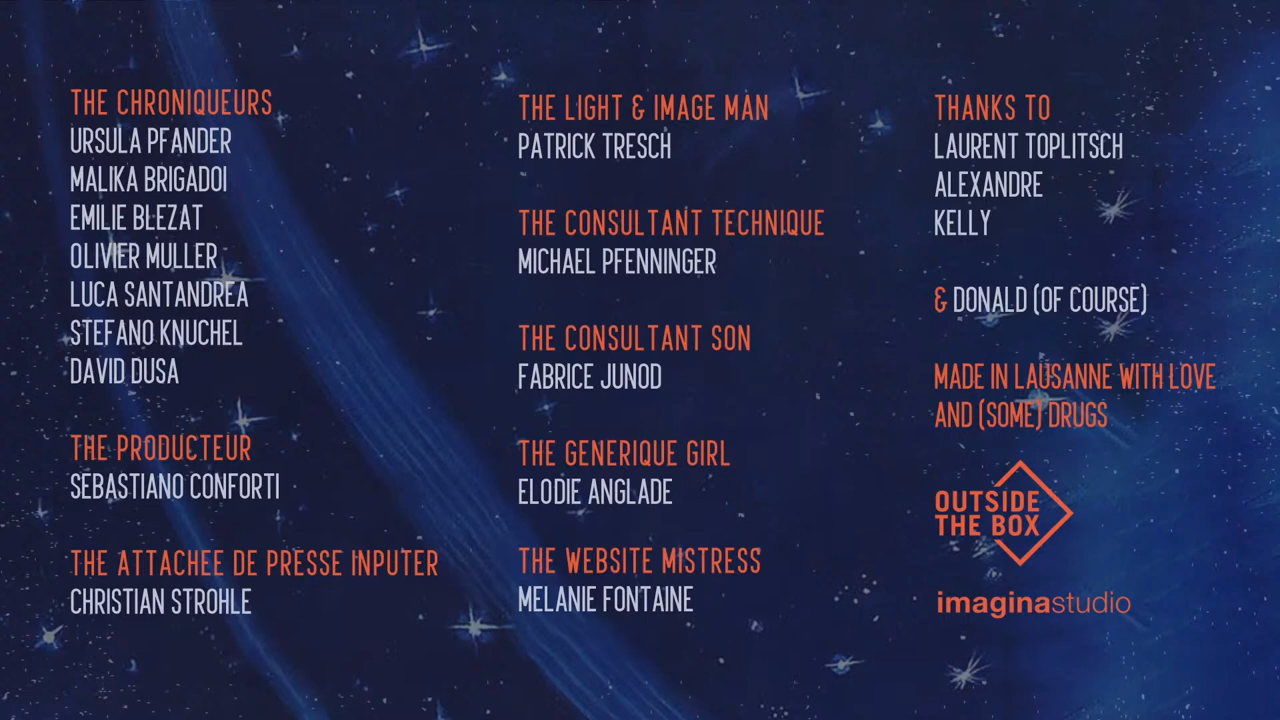 THE CHRONIQUEURS
URSULA PFANDER
MALIKA BRIGADOI
EMILIE BLEZAT
OLIVIER MULLER
LUCA SANTANDREA
STEFANO KNUCHEL
DAVID DUSA
THE PRODUCTEUR
SEBASTIANO CONFORTI
THE ATTACHEE DE PRESSE INPUTER
CHRISTIAN STROHLE
THE LIGHT & IMAGE MAN
PATRICK TRESCH
THE CONSULTANT TECHNIQUE
MICHAEL PFENNINGER
THE CONSULTANT SON
FABRICE JUNOD
THE GENERIQUE GIRL
ELODIE ANGLADE
THE WEBSITE MISTRESS
MELANIE FONTAINE
THANKS TO
LAURENT TOPLITSCH
ALEXANDRE
KELLY
& DONALD (OF COURSE)
MADE IN LAUSANNE WITH LOVE
AND (SOME) DRUGS
OUTSIDE
THE BOX
imaginastudio